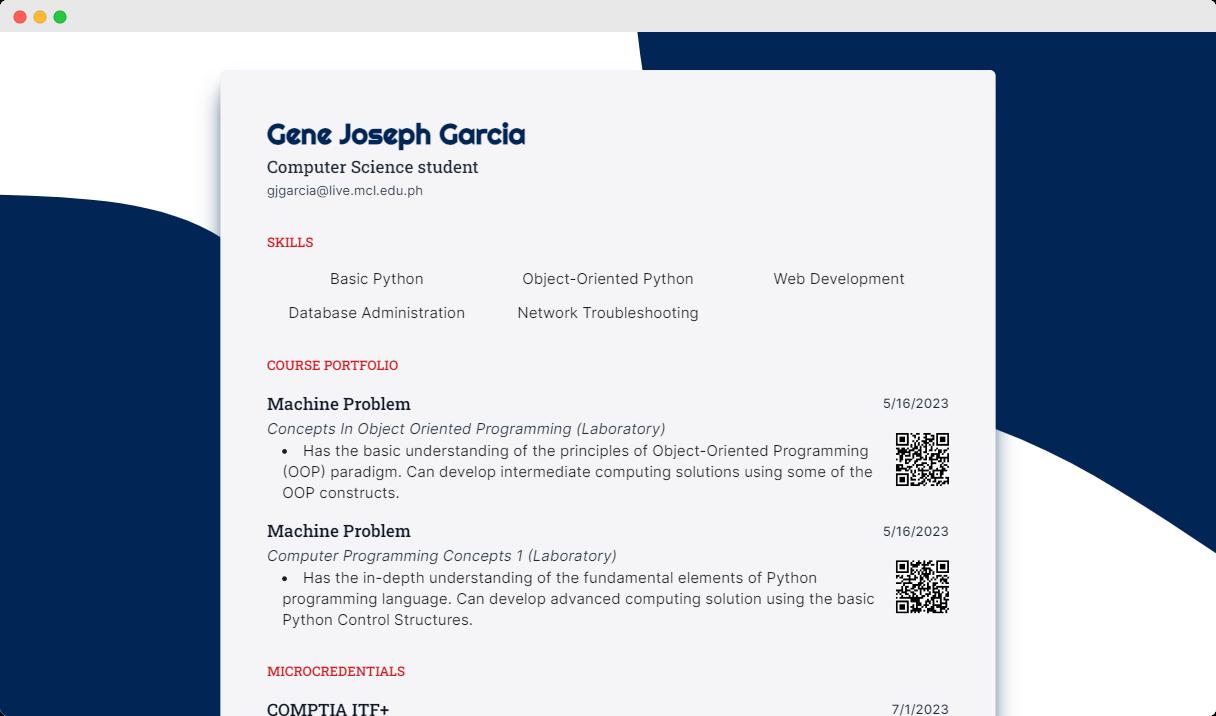 Gene Joseph Garcia
Computer Science student
gjgarcia@live.mcl.edu.ph
SKILLS
Basic Python Object-Oriented Python Web Development
Database Administration Network Troubleshooting
COURSE PORTFOLIO
Machine Problem 5/16/2023
Concepts In Object Oriented Programming (Laboratory)
• Has the basic understanding of the principles of Object-Oriented Programming
(OOP) paradigm. Can develop intermediate computing solutions using some of the
OOP constructs.
Machine Problem 5/16/2023
Computer Programming Concepts 1 (Laboratory)
• Has the in-depth understanding of the fundamental elements of Python
programming language. Can develop advanced computing solution using the basic
Python Control Structures.
MICROCREDENTIALS
COMPTIA ITF+ 7/1/2023